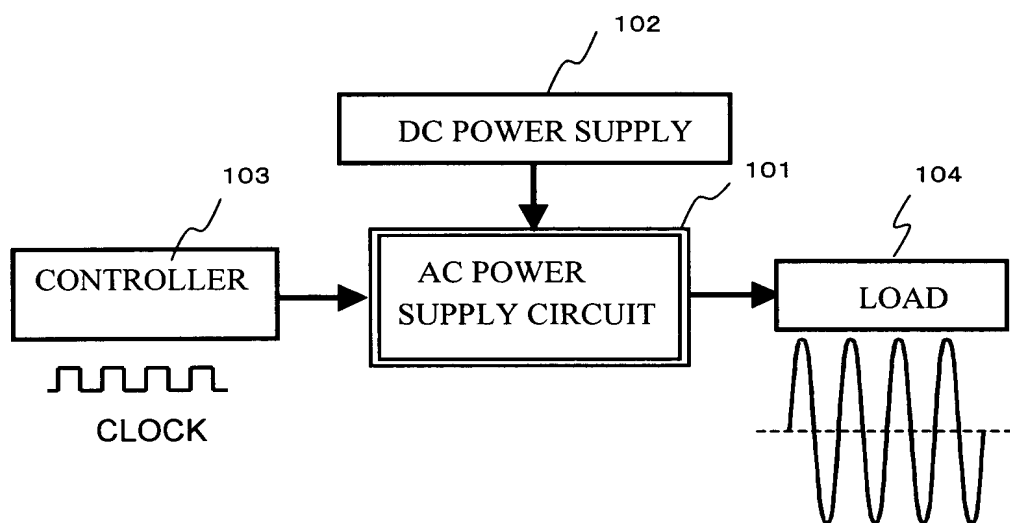 102
DC POWER SUPPLY
103
101
104
CONTROLLER
AC POWER
SUPPLY CIRCUIT
LOAD
CLOCK